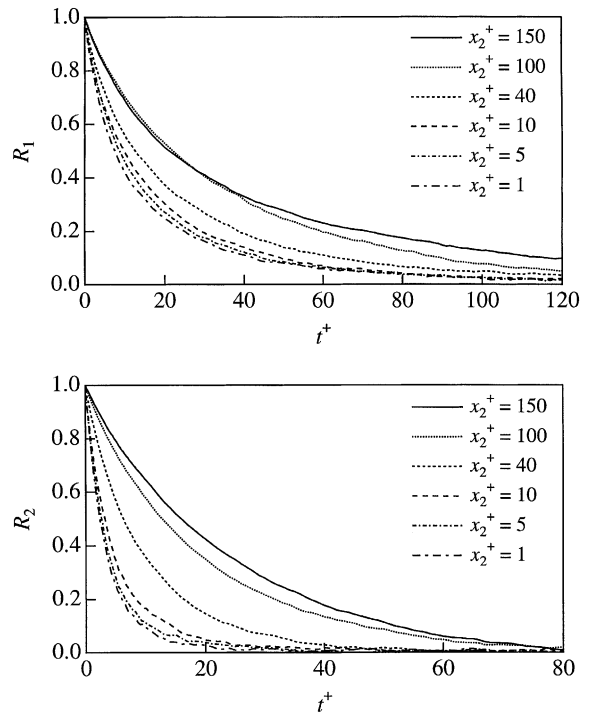 1.0
0.8
0.6
0.4
0.2
0.0
R₁
x₂⁺ = 150
x₂⁺ = 100
x₂⁺ = 40
x₂⁺ = 10
x₂⁺ = 5
x₂⁺ = 1
0 20 40 60 80 100 120
t⁺
1.0
0.8
0.6
0.4
0.2
0.0
R₂
x₂⁺ = 150
x₂⁺ = 100
x₂⁺ = 40
x₂⁺ = 10
x₂⁺ = 5
x₂⁺ = 1
0 20 40 60 80
t⁺